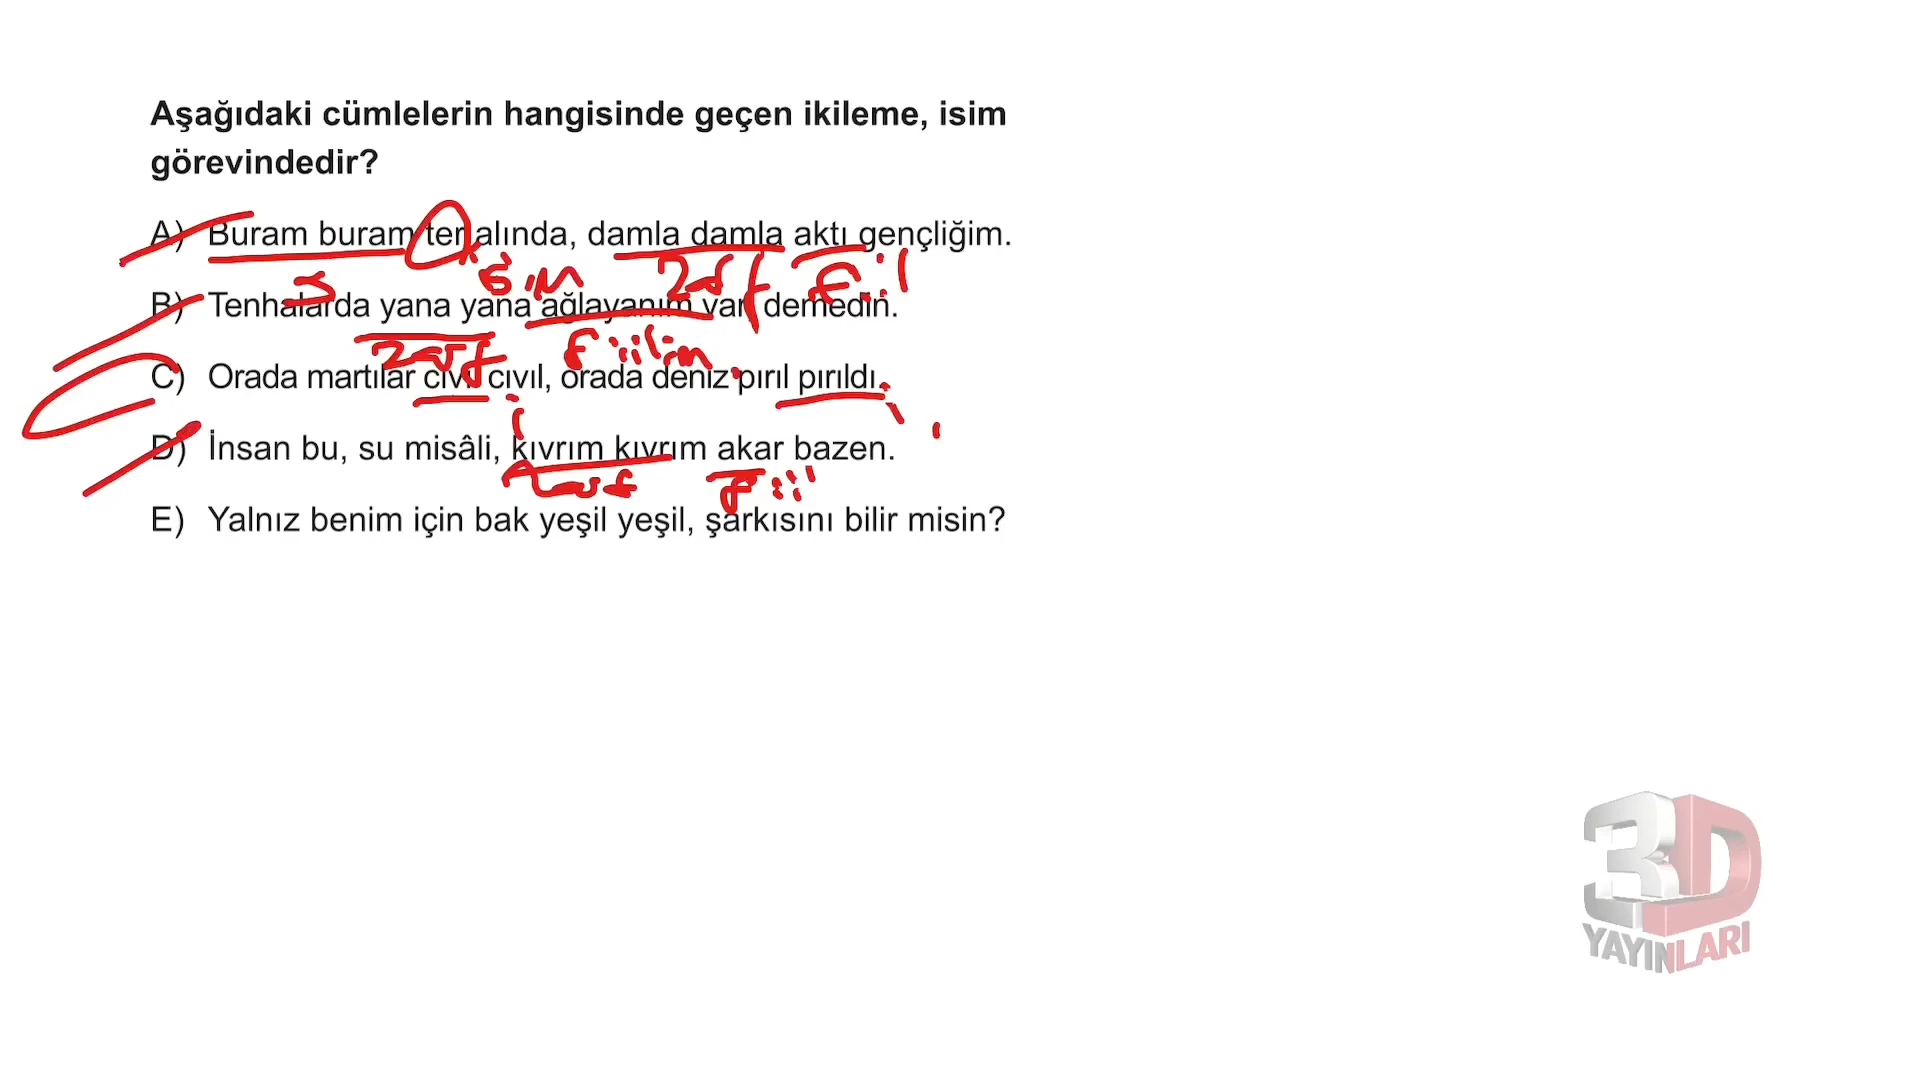 Aşağıdaki cümlelerin hangisinde geçen ikileme, isim
görevindedir?
A) Buram buram ter alında, damla damla aktı gençliğim.
S isim zarf fiil
B) Tenhalarda yana yana ağlayanım var demedin.
zarf fiilim
C) Orada martılar cıvıl cıvıl, orada deniz pırıl pırıldı.
i i
D) İnsan bu, su misâli, kıvrım kıvrım akar bazen.
zarf fiil
E) Yalnız benim için bak yeşil yeşil, şarkısını bilir misin?
3D
YAYINLARI